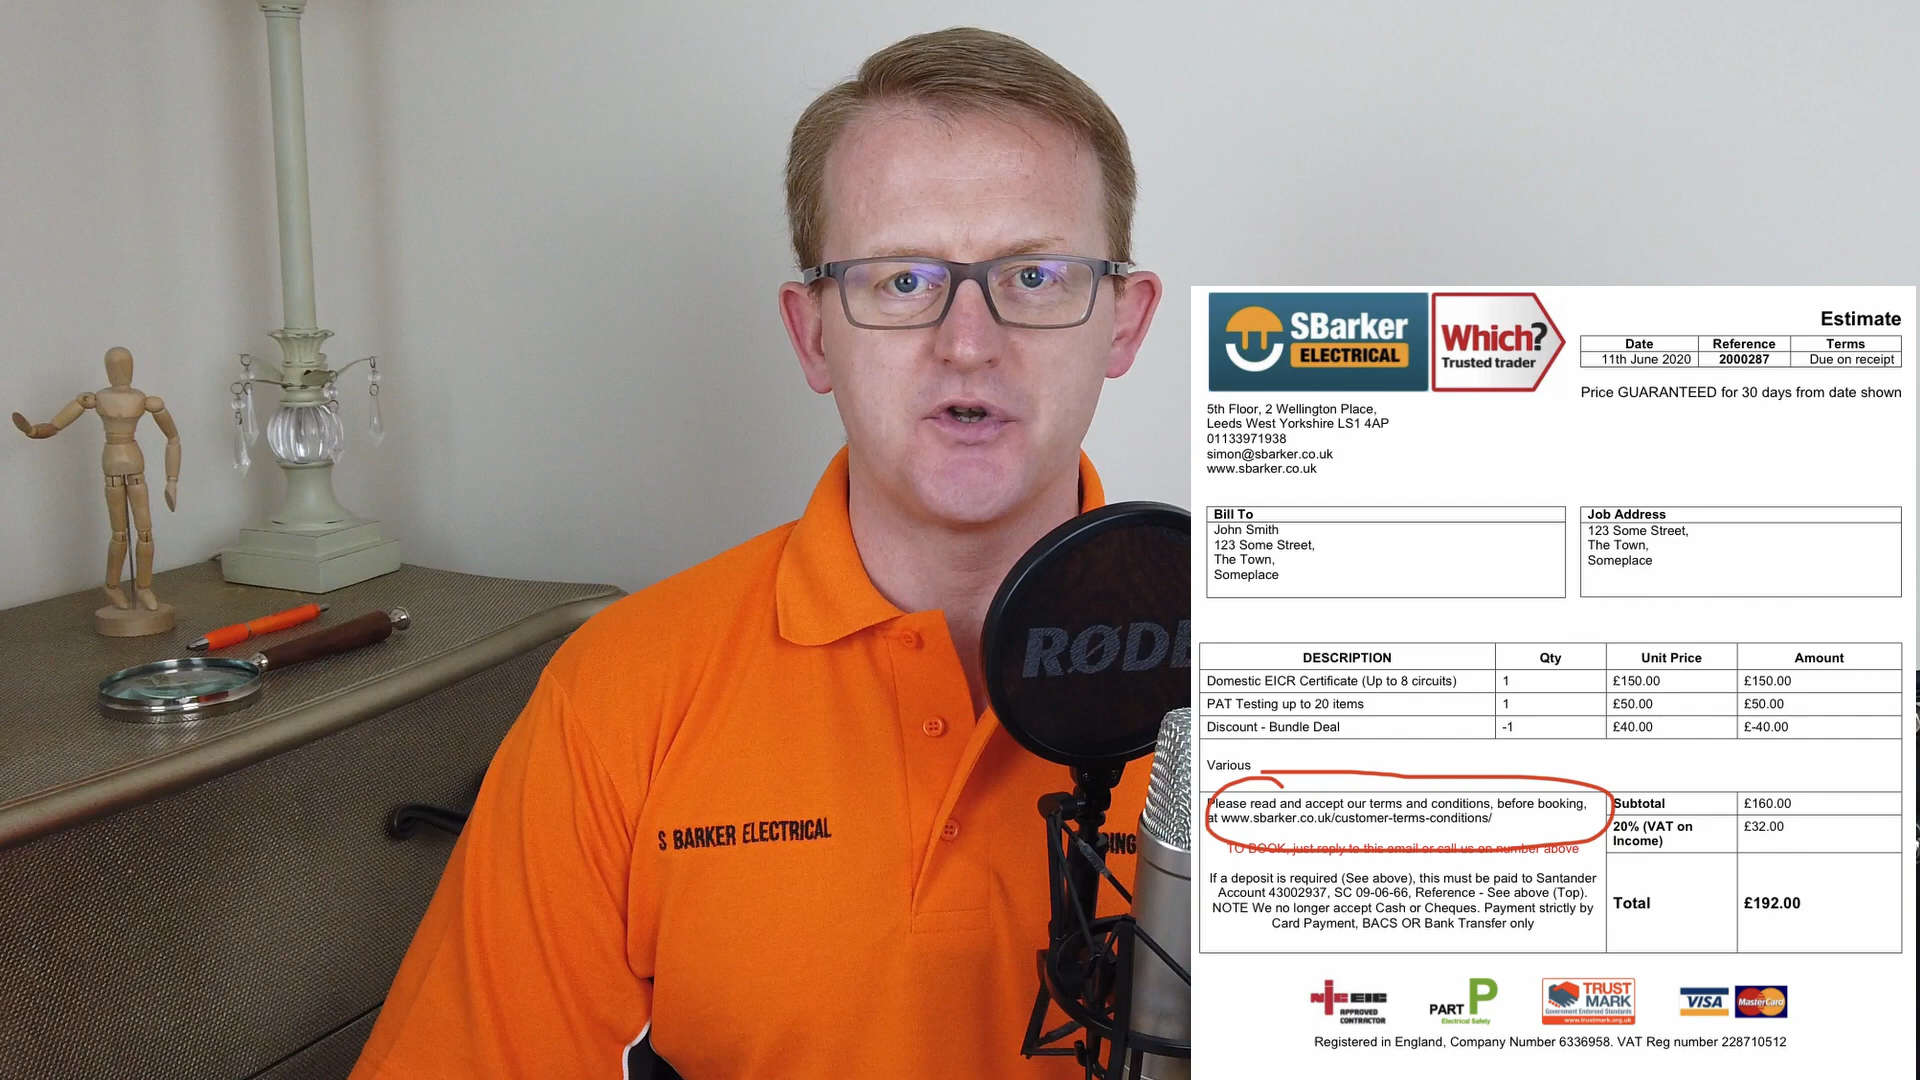 S BARKER ELECTRICAL
RØDE
SBarker
ELECTRICAL
Which?
Trusted trader
Estimate
Date Reference Terms
11th June 2020 2000287 Due on receipt
Price GUARANTEED for 30 days from date shown
5th Floor, 2 Wellington Place,
Leeds West Yorkshire LS1 4AP
01133971938
simon@sbarker.co.uk
www.sbarker.co.uk
Bill To
John Smith
123 Some Street,
The Town,
Someplace
Job Address
123 Some Street,
The Town,
Someplace
DESCRIPTION Qty Unit Price Amount
Domestic EICR Certificate (Up to 8 circuits) 1 £150.00 £150.00
PAT Testing up to 20 items 1 £50.00 £50.00
Discount - Bundle Deal -1 £40.00 £-40.00
Various
Please read and accept our terms and conditions, before booking,
at www.sbarker.co.uk/customer-terms-conditions/
TO BOOK, just reply to this email or call us on number above
If a deposit is required (See above), this must be paid to Santander
Account 43002937, SC 09-06-66, Reference - See above (Top).
NOTE We no longer accept Cash or Cheques. Payment strictly by
Card Payment, BACS OR Bank Transfer only
Subtotal £160.00
20% (VAT on £32.00
Income)
Total £192.00
NICEIC
APPROVED
CONTRACTOR
PART P
Electrical Safety
TRUST
MARK
Government Endorsed Standards
www.trustmark.org.uk
VISA
MasterCard
Registered in England, Company Number 6336958. VAT Reg number 228710512